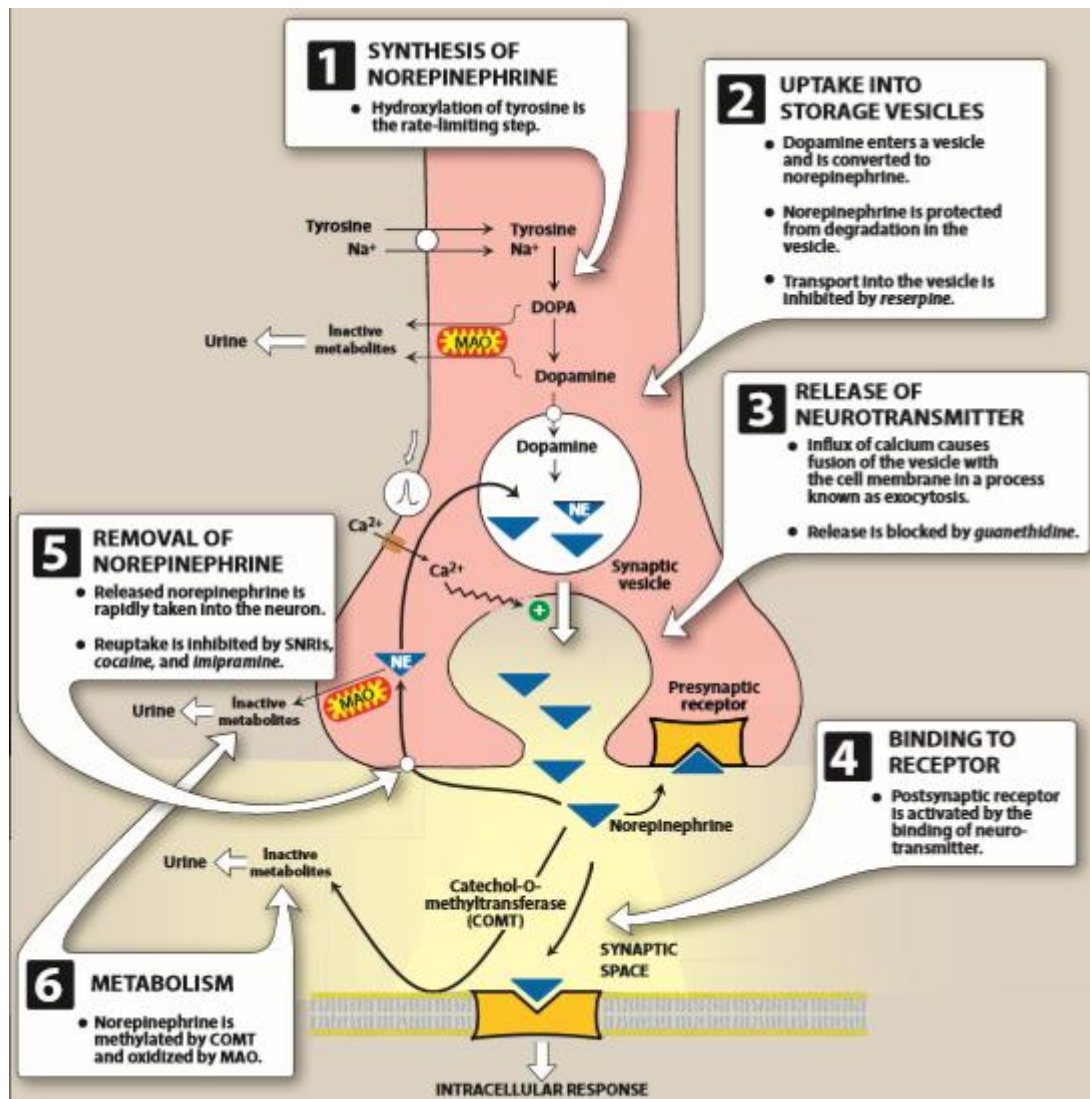 1
SYNTHESIS OF
NOREPINEPHRINE
• Hydroxylation of tyrosine is
the rate-limiting step.
2
UPTAKE INTO
STORAGE VESICLES
• Dopamine enters a vesicle
and is converted to
norepinephrine.
• Norepinephrine is protected
from degradation in the
vesicle.
• Transport into the vesicle is
inhibited by reserpine.
Tyrosine
Tyrosine
Na⁺
Na⁺
DOPA
Urine
Inactive
metabolites
MAO
Dopamine
3
RELEASE OF
NEUROTRANSMITTER
• Influx of calcium causes
fusion of the vesicle with
the cell membrane in a process
known as exocytosis.
• Release is blocked by guanethidine.
Dopamine
NE
Ca²⁺
Ca²⁺
Synaptic
vesicle
+
5
REMOVAL OF
NOREPINEPHRINE
• Released norepinephrine is
rapidly taken into the neuron.
• Reuptake is inhibited by SNRIs,
cocaine, and imipramine.
NE
MAO
Urine
Inactive
metabolites
Presynaptic
receptor
4
BINDING TO
RECEPTOR
• Postsynaptic receptor
is activated by the
binding of neuro-
transmitter.
Norepinephrine
Urine
Inactive
metabolites
Catechol-O-
methyltransferase
(COMT)
SYNAPTIC
SPACE
6
METABOLISM
• Norepinephrine is
methylated by COMT
and oxidized by MAO.
INTRACELLULAR RESPONSE